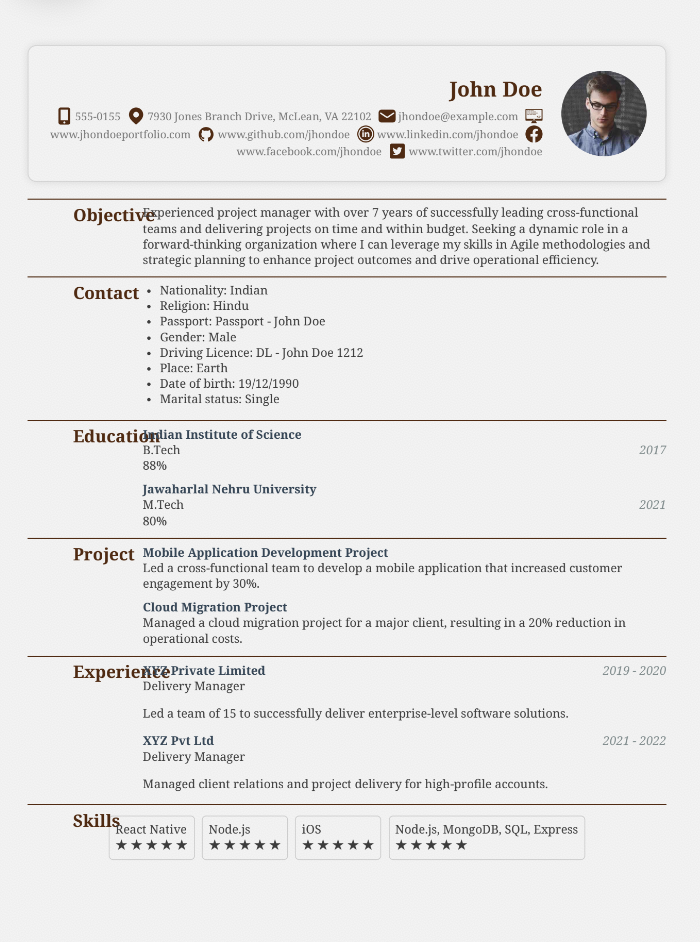 John Doe
555-0155 7930 Jones Branch Drive, McLean, VA 22102 jhondoe@example.com
www.jhondoeportfolio.com www.github.com/jhondoe www.linkedin.com/jhondoe
www.facebook.com/jhondoe www.twitter.com/jhondoe
Objective
Experienced project manager with over 7 years of successfully leading cross-functional
teams and delivering projects on time and within budget. Seeking a dynamic role in a
forward-thinking organization where I can leverage my skills in Agile methodologies and
strategic planning to enhance project outcomes and drive operational efficiency.
Contact
• Nationality: Indian
• Religion: Hindu
• Passport: Passport - John Doe
• Gender: Male
• Driving Licence: DL - John Doe 1212
• Place: Earth
• Date of birth: 19/12/1990
• Marital status: Single
Education
Indian Institute of Science
B.Tech 2017
88%
Jawaharlal Nehru University
M.Tech 2021
80%
Project
Mobile Application Development Project
Led a cross-functional team to develop a mobile application that increased customer
engagement by 30%.
Cloud Migration Project
Managed a cloud migration project for a major client, resulting in a 20% reduction in
operational costs.
Experience
XYZ Private Limited 2019 - 2020
Delivery Manager
Led a team of 15 to successfully deliver enterprise-level software solutions.
XYZ Pvt Ltd 2021 - 2022
Delivery Manager
Managed client relations and project delivery for high-profile accounts.
Skills
React Native Node.js iOS Node.js, MongoDB, SQL, Express
★★★★★ ★★★★★ ★★★★★ ★★★★★